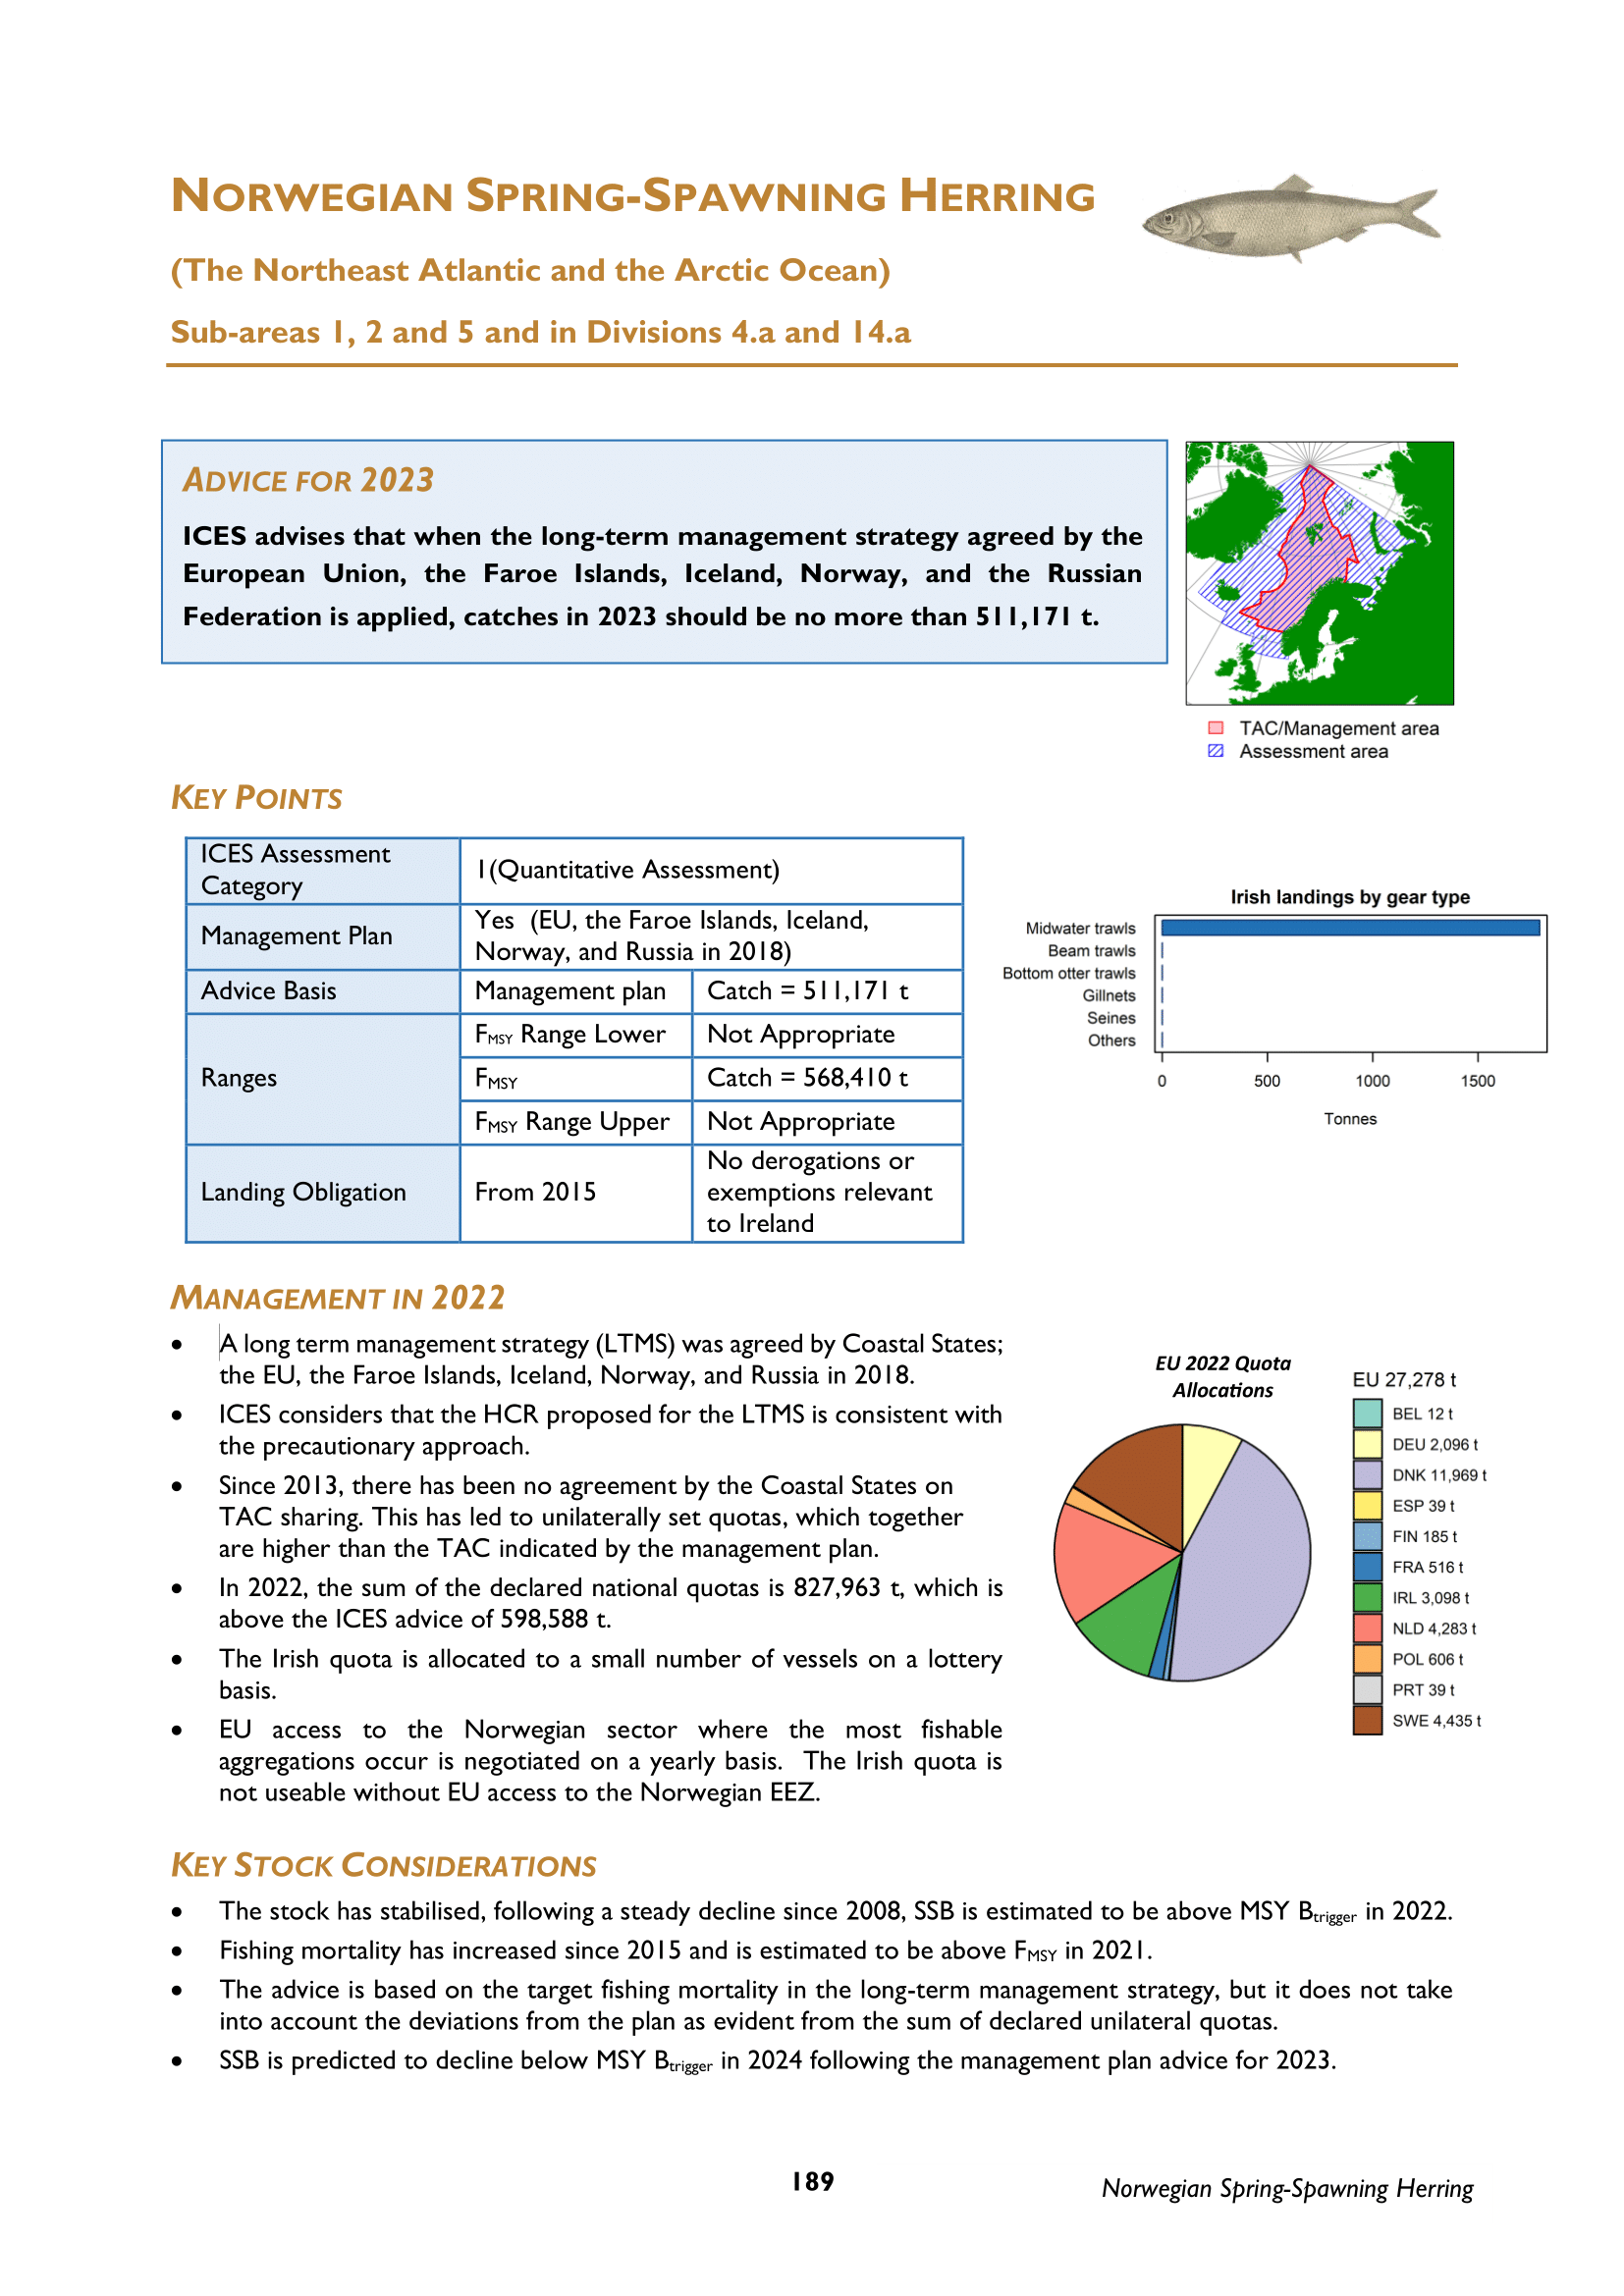 NORWEGIAN SPRING-SPAWNING HERRING
(The Northeast Atlantic and the Arctic Ocean)
Sub-areas 1, 2 and 5 and in Divisions 4.a and 14.a
ADVICE FOR 2023
ICES advises that when the long-term management strategy agreed by the
European Union, the Faroe Islands, Iceland, Norway, and the Russian
Federation is applied, catches in 2023 should be no more than 511,171 t.
TAC/Management area
Assessment area
KEY POINTS
ICES Assessment
Category
1(Quantitative Assessment)
Management Plan
Yes (EU, the Faroe Islands, Iceland,
Norway, and Russia in 2018)
Advice Basis
Management plan
Catch = 511,171 t
Ranges
FMSY Range Lower
Not Appropriate
FMSY
Catch = 568,410 t
FMSY Range Upper
Not Appropriate
Landing Obligation
From 2015
No derogations or
exemptions relevant
to Ireland
Irish landings by gear type
Midwater trawls
Beam trawls
Bottom otter trawls
Gillnets
Seines
Others
0 500 1000 1500
Tonnes
MANAGEMENT IN 2022
• A long term management strategy (LTMS) was agreed by Coastal States;
the EU, the Faroe Islands, Iceland, Norway, and Russia in 2018.
• ICES considers that the HCR proposed for the LTMS is consistent with
the precautionary approach.
• Since 2013, there has been no agreement by the Coastal States on
TAC sharing. This has led to unilaterally set quotas, which together
are higher than the TAC indicated by the management plan.
• In 2022, the sum of the declared national quotas is 827,963 t, which is
above the ICES advice of 598,588 t.
• The Irish quota is allocated to a small number of vessels on a lottery
basis.
• EU access to the Norwegian sector where the most fishable
aggregations occur is negotiated on a yearly basis. The Irish quota is
not useable without EU access to the Norwegian EEZ.
EU 2022 Quota
Allocations
EU 27,278 t
BEL 12 t
DEU 2,096 t
DNK 11,969 t
ESP 39 t
FIN 185 t
FRA 516 t
IRL 3,098 t
NLD 4,283 t
POL 606 t
PRT 39 t
SWE 4,435 t
KEY STOCK CONSIDERATIONS
• The stock has stabilised, following a steady decline since 2008, SSB is estimated to be above MSY Btrigger in 2022.
• Fishing mortality has increased since 2015 and is estimated to be above FMSY in 2021.
• The advice is based on the target fishing mortality in the long-term management strategy, but it does not take
into account the deviations from the plan as evident from the sum of declared unilateral quotas.
• SSB is predicted to decline below MSY Btrigger in 2024 following the management plan advice for 2023.
189
Norwegian Spring-Spawning Herring